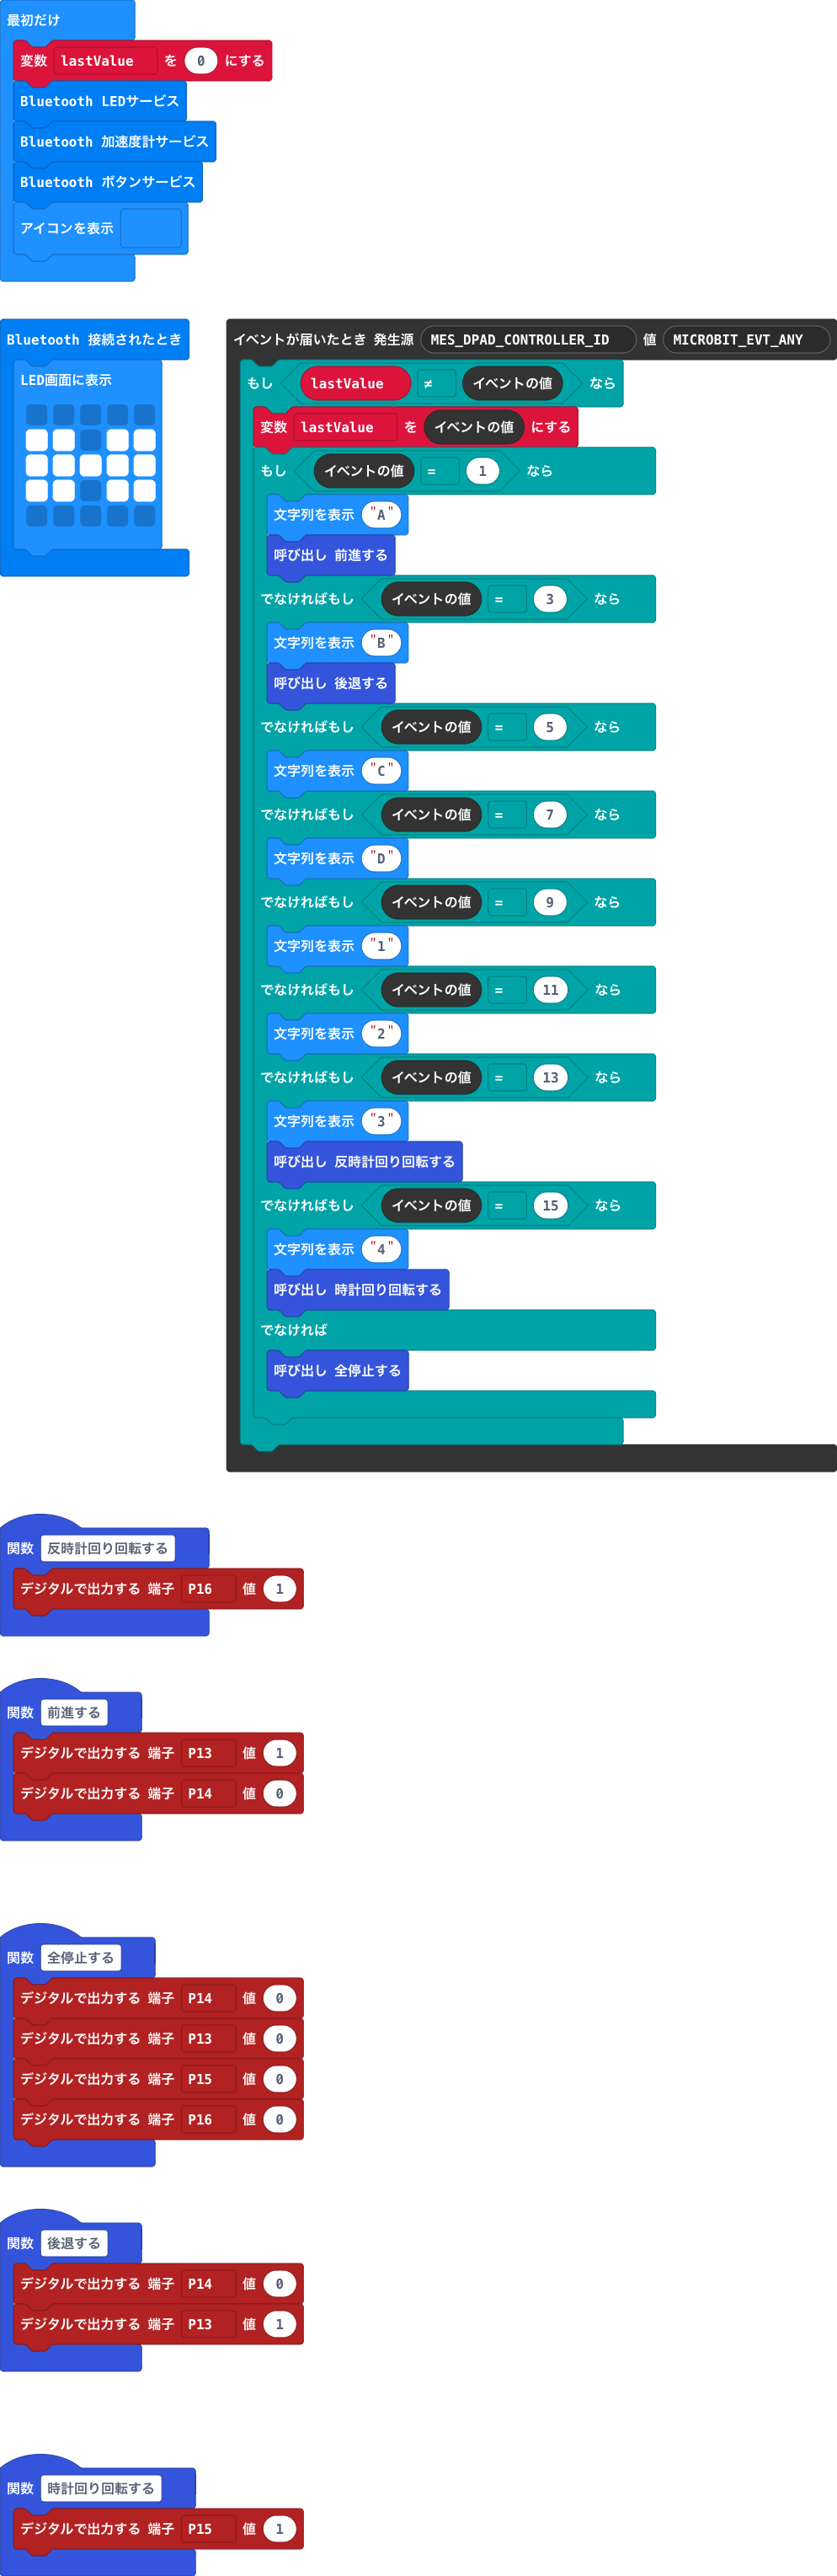 最初だけ
変数 lastValue を 0 にする
Bluetooth LEDサービス
Bluetooth 加速度計サービス
Bluetooth ボタンサービス
アイコンを表示
Bluetooth 接続されたとき
LED画面に表示
イベントが届いたとき 発生源 MES_DPAD_CONTROLLER_ID 値 MICROBIT_EVT_ANY
もし lastValue ≠ イベントの値 なら
変数 lastValue を イベントの値 にする
もし イベントの値 = 1 なら
文字列を表示 "A"
呼び出し 前進する
でなければもし イベントの値 = 3 なら
文字列を表示 "B"
呼び出し 後退する
でなければもし イベントの値 = 5 なら
文字列を表示 "C"
でなければもし イベントの値 = 7 なら
文字列を表示 "D"
でなければもし イベントの値 = 9 なら
文字列を表示 "1"
でなければもし イベントの値 = 11 なら
文字列を表示 "2"
でなければもし イベントの値 = 13 なら
文字列を表示 "3"
呼び出し 反時計回り回転する
でなければもし イベントの値 = 15 なら
文字列を表示 "4"
呼び出し 時計回り回転する
でなければ
呼び出し 全停止する
関数 反時計回り回転する
デジタルで出力する 端子 P16 値 1
関数 前進する
デジタルで出力する 端子 P13 値 1
デジタルで出力する 端子 P14 値 0
関数 全停止する
デジタルで出力する 端子 P14 値 0
デジタルで出力する 端子 P13 値 0
デジタルで出力する 端子 P15 値 0
デジタルで出力する 端子 P16 値 0
関数 後退する
デジタルで出力する 端子 P14 値 0
デジタルで出力する 端子 P13 値 1
関数 時計回り回転する
デジタルで出力する 端子 P15 値 1